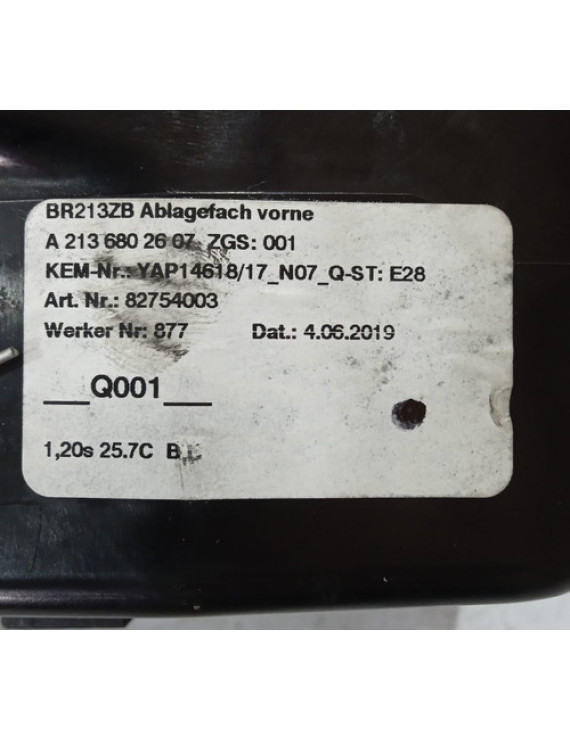 BR213ZB Ablagefach vorne
A 213 680 26 07 ZGS: 001
KEM-Nr.: YAP14618/17_N07_Q-ST: E28
Art. Nr.: 82754003
Werker Nr: 877 Dat.: 4.06.2019
___Q001___
1,20s 25.7C